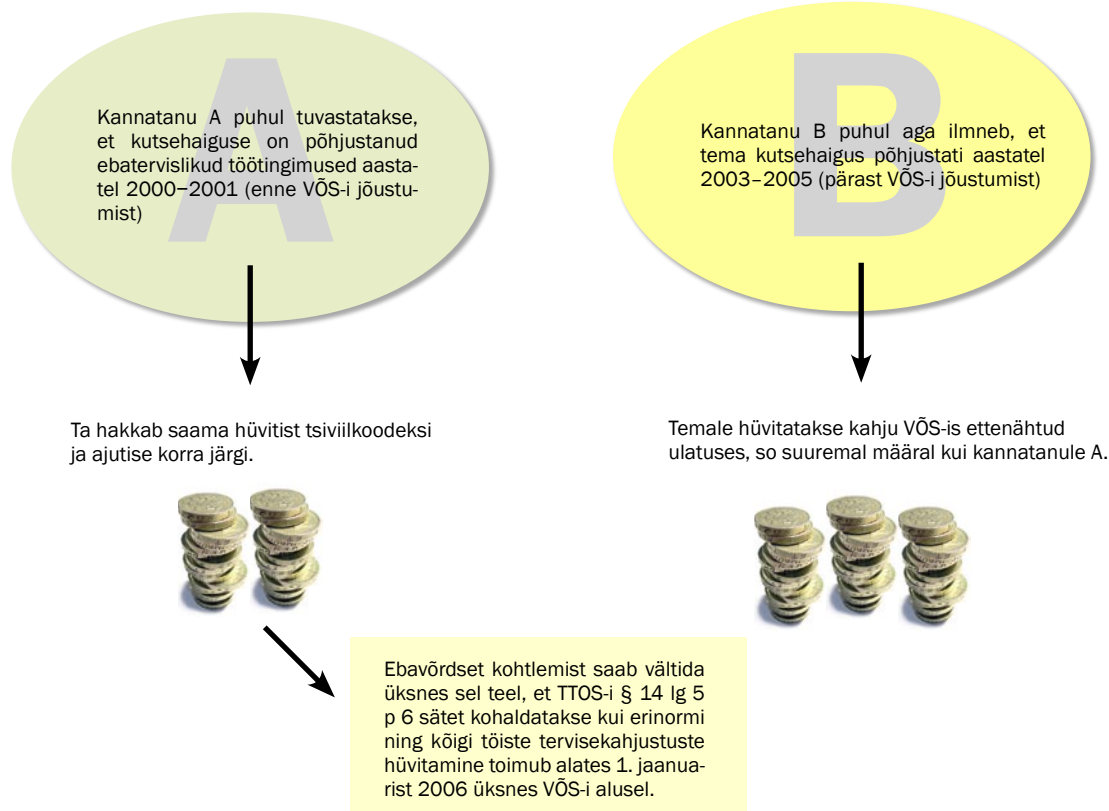 A
Kannatanu A puhul tuvastatakse,
et kutsehaiguse on põhjustanud
ebatervislikud töötingimused aasta-
tel 2000–2001 (enne VÕS-i jõustu-
mist)
B
Kannatanu B puhul aga ilmneb, et
tema kutsehaigus põhjustati aastatel
2003–2005 (pärast VÕS-i jõustumist)
Ta hakkab saama hüvitist tsiviilkoodeksi
ja ajutise korra järgi.
Temale hüvitatakse kahju VÕS-is ettenähtud
ulatuses, so suuremal määral kui kannatanule A.
Ebavõrdset kohtlemist saab vältida
üksnes sel teel, et TTOS-i § 14 lg 5
p 6 sätet kohaldatakse kui erinormi
ning kõigi töiste tervisekahjustuste
hüvitamine toimub alates 1. jaanua-
rist 2006 üksnes VÕS-i alusel.